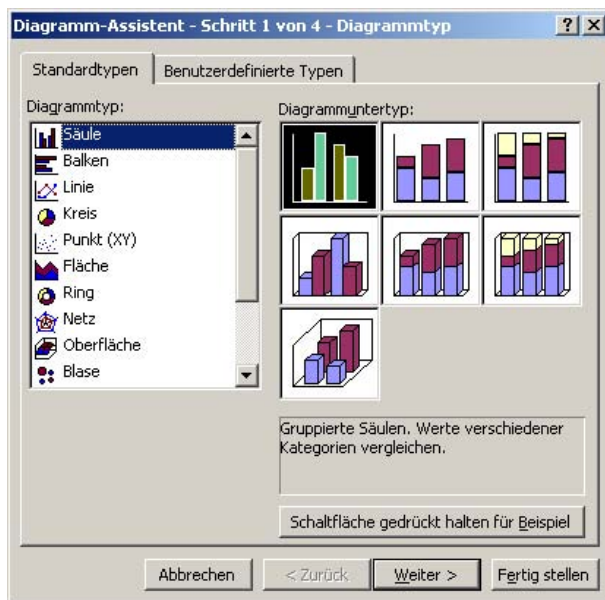 Diagramm-Assistent - Schritt 1 von 4 - Diagrammtyp
Standardtypen
Benutzerdefinierte Typen
Diagrammtyp:
Säule
Balken
Linie
Kreis
Punkt (XY)
Fläche
Ring
Netz
Oberfläche
Blase
Diagrammuntertyp:
Gruppierte Säulen. Werte verschiedener
Kategorien vergleichen.
Schaltfläche gedrückt halten für Beispiel
Abbrechen
< Zurück
Weiter >
Fertig stellen